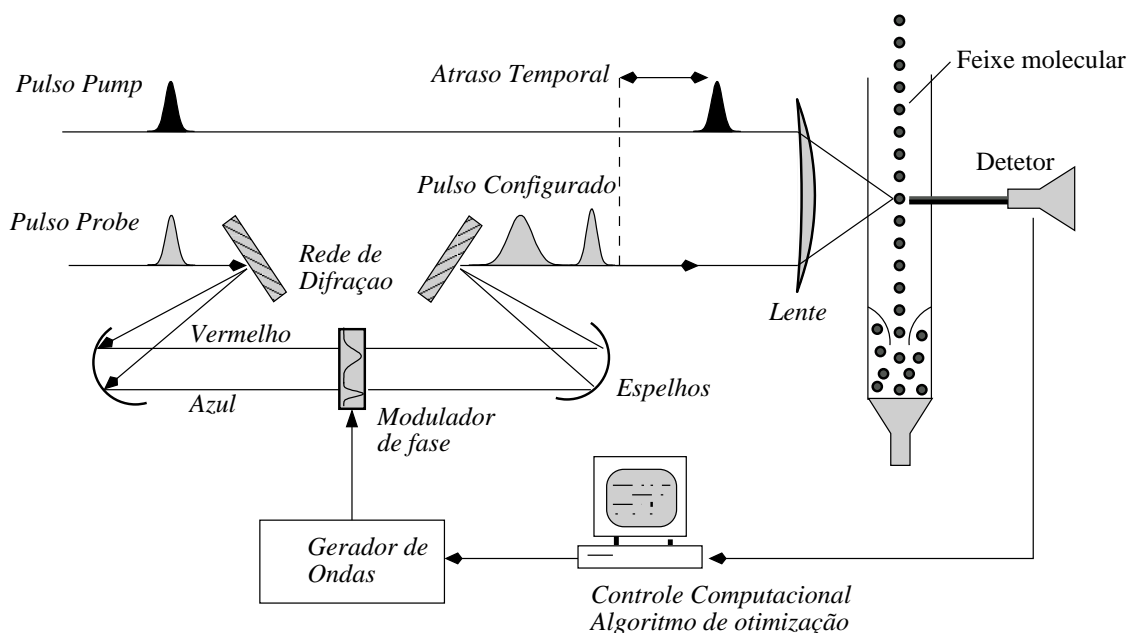 Pulso Pump
Atraso Temporal
Feixe molecular
Detetor
Pulso Configurado
Pulso Probe
Rede de
Difraçao
Lente
Vermelho
Azul
Espelhos
Modulador
de fase
Gerador de
Ondas
Controle Computacional
Algoritmo de otimização